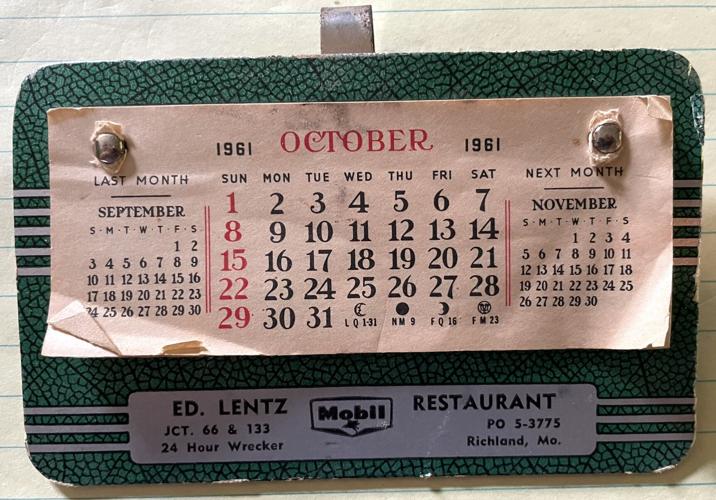 1961 OCTOBER 1961
LAST MONTH
SEPTEMBER
S·M·T·W·T·F·S
1 2
3 4 5 6 7 8 9
10 11 12 13 14 15 16
17 18 19 20 21 22 23
24 25 26 27 28 29 30
SUN MON TUE WED THU FRI SAT
1 2 3 4 5 6 7
8 9 10 11 12 13 14
15 16 17 18 19 20 21
22 23 24 25 26 27 28
29 30 31
LQ 1-31 NM 9 FQ 16 FM 23
NEXT MONTH
NOVEMBER
S·M·T·W·T·F·S
1 2 3 4
5 6 7 8 9 10 11
12 13 14 15 16 17 18
19 20 21 22 23 24 25
26 27 28 29 30
ED. LENTZ Mobil RESTAURANT
JCT. 66 & 133 PO 5-3775
24 Hour Wrecker Richland, Mo.